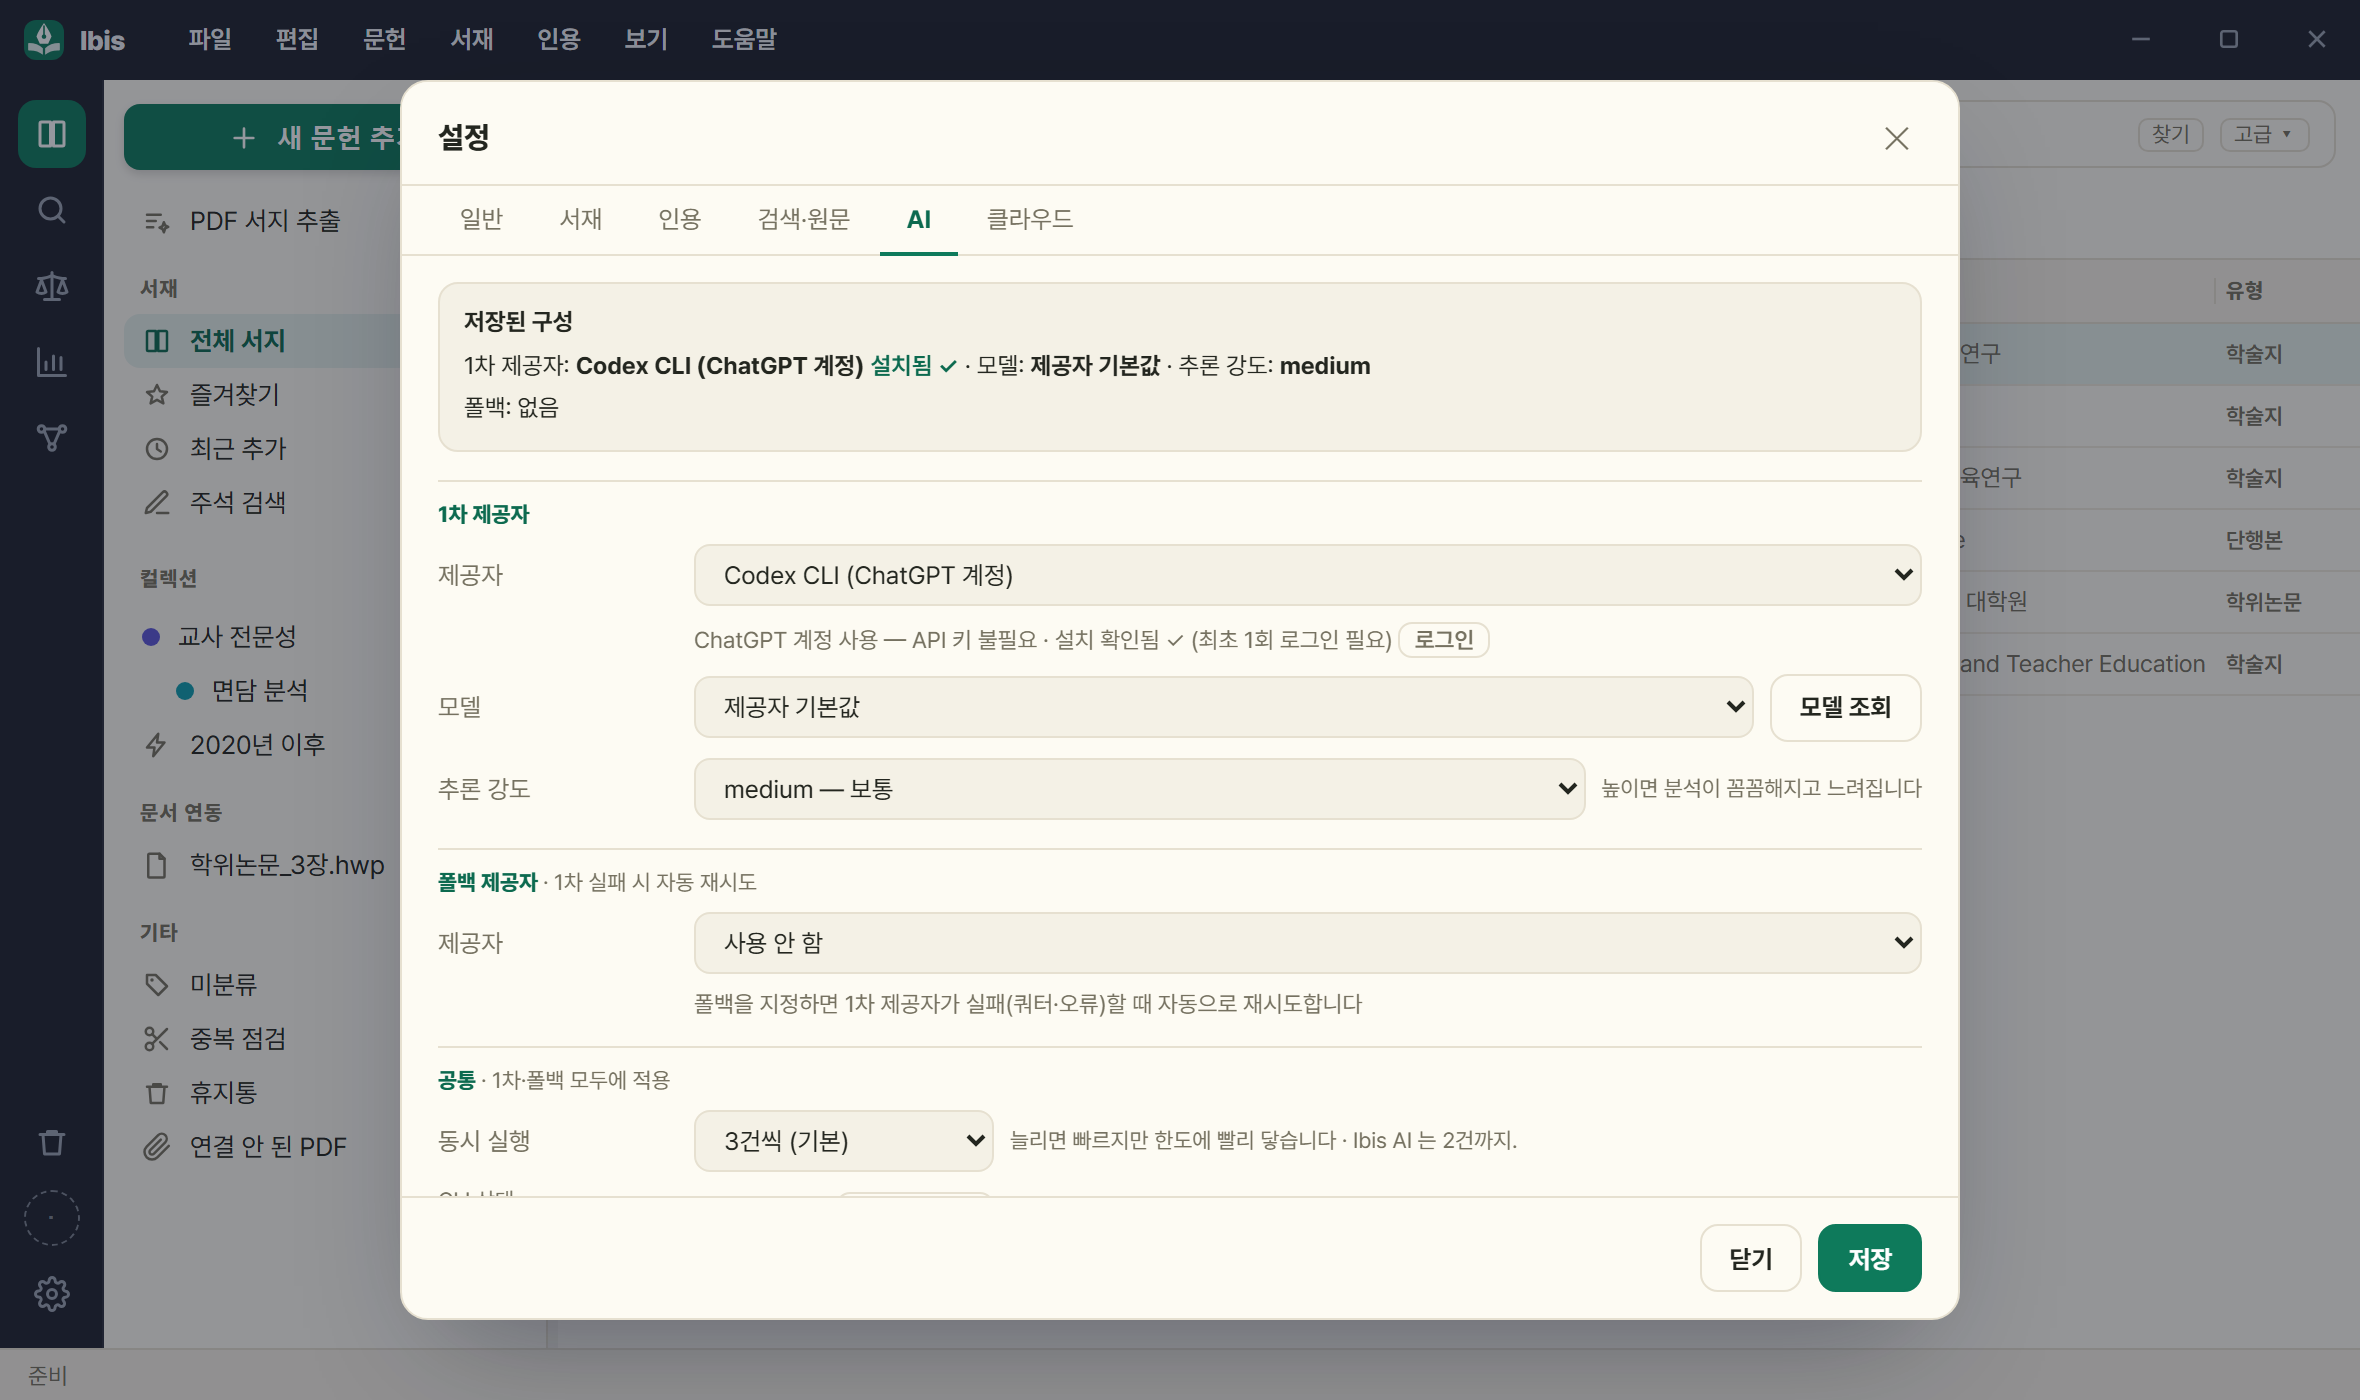 Ibis 파일 편집 문헌 서재 인용 보기 도움말
새 문헌 추
PDF 서지 추출
서재
전체 서지
즐겨찾기
최근 추가
주석 검색
컬렉션
교사 전문성
면담 분석
2020년 이후
문서 연동
학위논문_3장.hwp
기타
미분류
중복 점검
휴지통
연결 안 된 PDF
준비
설정
일반 서재 인용 검색·원문 AI 클라우드
저장된 구성
1차 제공자: Codex CLI (ChatGPT 계정) 설치됨 ✓ · 모델: 제공자 기본값 · 추론 강도: medium
폴백: 없음
1차 제공자
제공자 Codex CLI (ChatGPT 계정)
ChatGPT 계정 사용 — API 키 불필요 · 설치 확인됨 ✓ (최초 1회 로그인 필요) 로그인
모델 제공자 기본값 모델 조회
추론 강도 medium — 보통 높이면 분석이 꼼꼼해지고 느려집니다
폴백 제공자 · 1차 실패 시 자동 재시도
제공자 사용 안 함
폴백을 지정하면 1차 제공자가 실패(쿼터·오류)할 때 자동으로 재시도합니다
공통 · 1차·폴백 모두에 적용
동시 실행 3건씩 (기본) 늘리면 빠르지만 한도에 빨리 닿습니다 · Ibis AI 는 2건까지.
닫기 저장
찾기 고급 ▾
유형
연구 학술지
학술지
육연구 학술지
단행본
대학원 학위논문
and Teacher Education 학술지